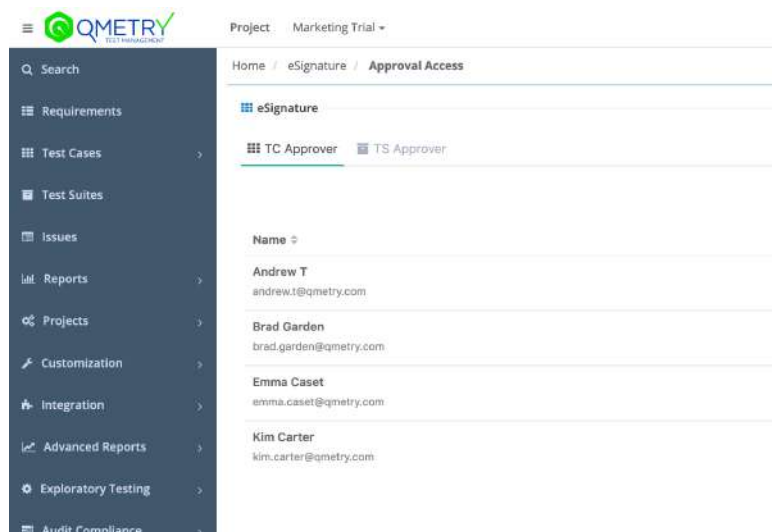 QMETRY
TEST MANAGEMENT
Project Marketing Trial
Search
Home / eSignature / Approval Access
Requirements
eSignature
Test Cases
TC Approver TS Approver
Test Suites
Issues
Name
Reports
Andrew T
andrew.t@qmetry.com
Projects
Brad Garden
brad.garden@qmetry.com
Customization
Emma Caset
emma.caset@qmetry.com
Integration
Kim Carter
kim.carter@qmetry.com
Advanced Reports
Exploratory Testing
Audit Compliance